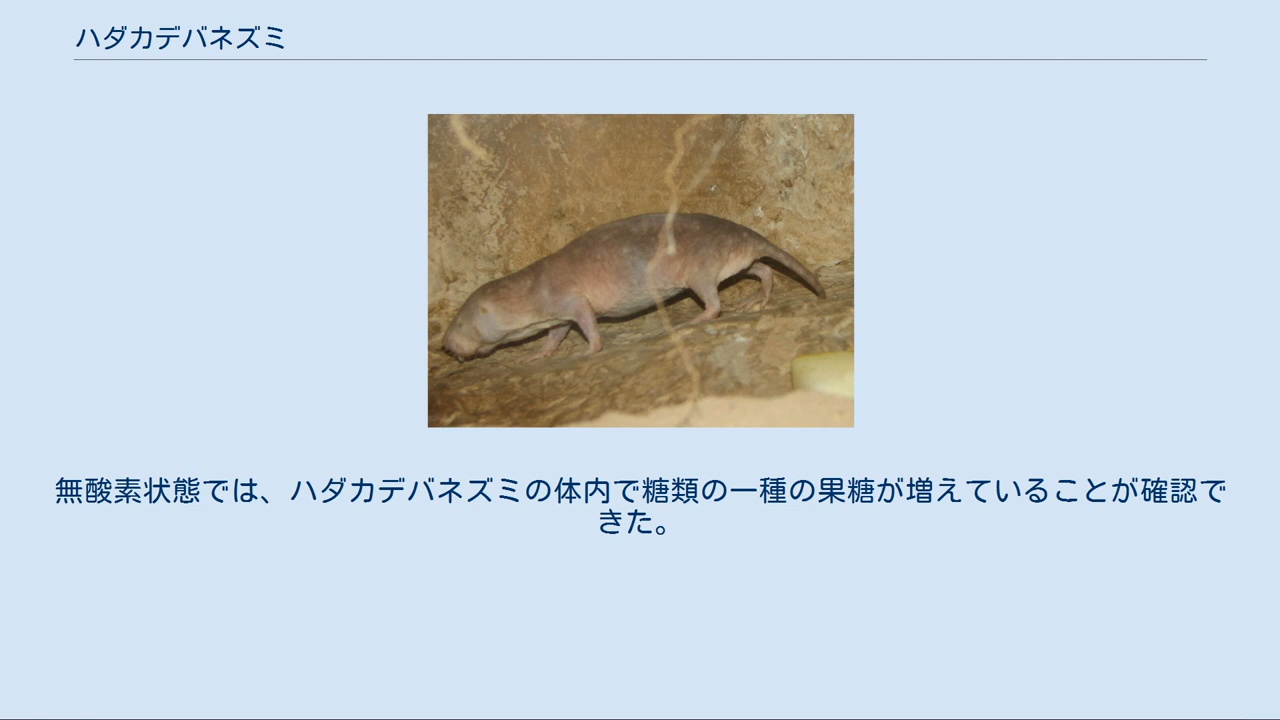 ハダカデバネズミ
無酸素状態では、ハダカデバネズミの体内で糖類の一種の果糖が増えていることが確認で
きた。